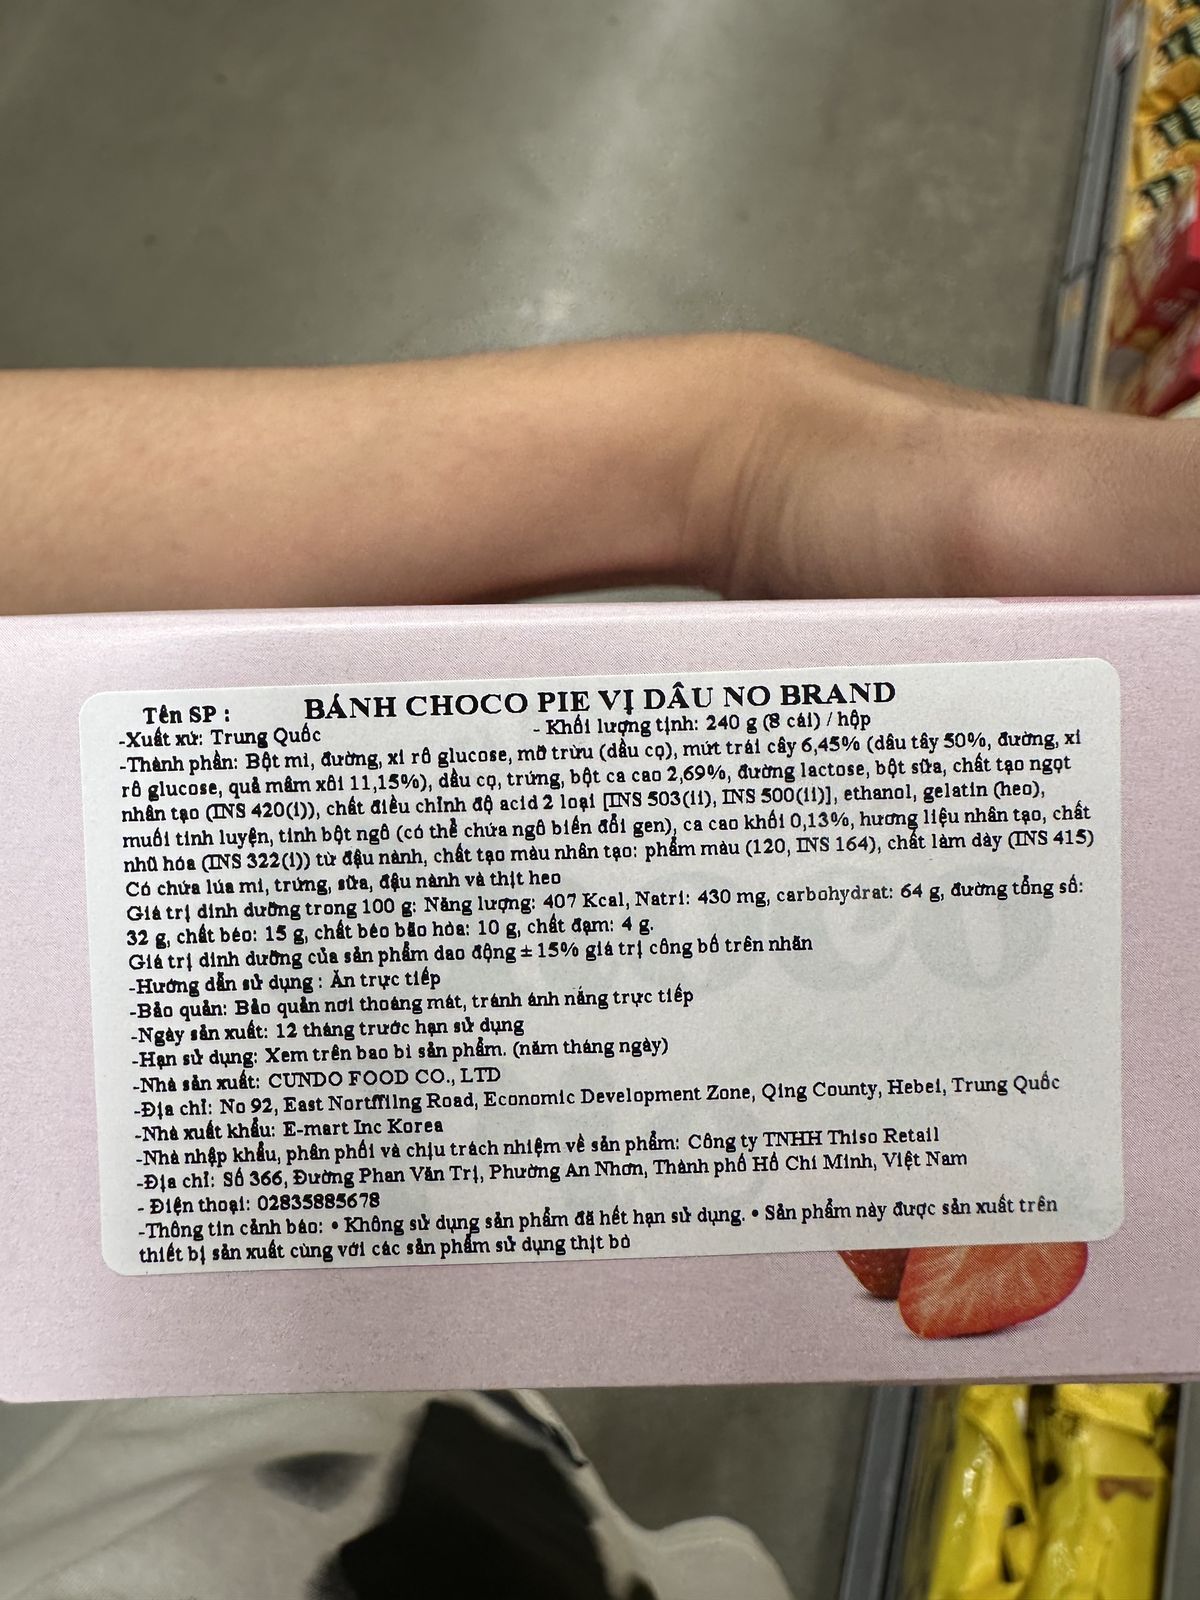 Tên SP : BÁNH CHOCO PIE VỊ DÂU NO BRAND
-Xuất xứ: Trung Quốc - Khối lượng tịnh: 240 g (8 cái) / hộp
-Thành phần: Bột mì, đường, xi rô glucose, mỡ trừu (dầu cọ), mứt trái cây 6,45% (dâu tây 50%, đường, xi
rô glucose, quả mâm xôi 11,15%), dầu cọ, trứng, bột ca cao 2,69%, đường lactose, bột sữa, chất tạo ngọt
nhân tạo (INS 420(i)), chất điều chỉnh độ acid 2 loại [INS 503(ii), INS 500(ii)], ethanol, gelatin (heo),
muối tinh luyện, tinh bột ngô (có thể chứa ngô biến đổi gen), ca cao khối 0,13%, hương liệu nhân tạo, chất
nhũ hóa (INS 322(i)) từ đậu nành, chất tạo màu nhân tạo: phẩm màu (120, INS 164), chất làm dày (INS 415)
Có chứa lúa mì, trứng, sữa, đậu nành và thịt heo
Giá trị dinh dưỡng trong 100 g: Năng lượng: 407 Kcal, Natri: 430 mg, carbohydrat: 64 g, đường tổng số:
32 g, chất béo: 15 g, chất béo bão hòa: 10 g, chất đạm: 4 g.
Giá trị dinh dưỡng của sản phẩm dao động ± 15% giá trị công bố trên nhãn
-Hướng dẫn sử dụng : Ăn trực tiếp
-Bảo quản: Bảo quản nơi thoáng mát, tránh ánh nắng trực tiếp
-Ngày sản xuất: 12 tháng trước hạn sử dụng
-Hạn sử dụng: Xem trên bao bì sản phẩm. (năm tháng ngày)
-Nhà sản xuất: CUNDO FOOD CO., LTD
-Địa chỉ: No 92, East Nortffilng Road, Economic Development Zone, Qing County, Hebei, Trung Quốc
-Nhà xuất khẩu: E-mart Inc Korea
-Nhà nhập khẩu, phân phối và chịu trách nhiệm về sản phẩm: Công ty TNHH Thiso Retail
-Địa chỉ: Số 366, Đường Phan Văn Trị, Phường An Nhơn, Thành phố Hồ Chí Minh, Việt Nam
- Điện thoại: 02835885678
-Thông tin cảnh báo: • Không sử dụng sản phẩm đã hết hạn sử dụng. • Sản phẩm này được sản xuất trên
thiết bị sản xuất cùng với các sản phẩm sử dụng thịt bò